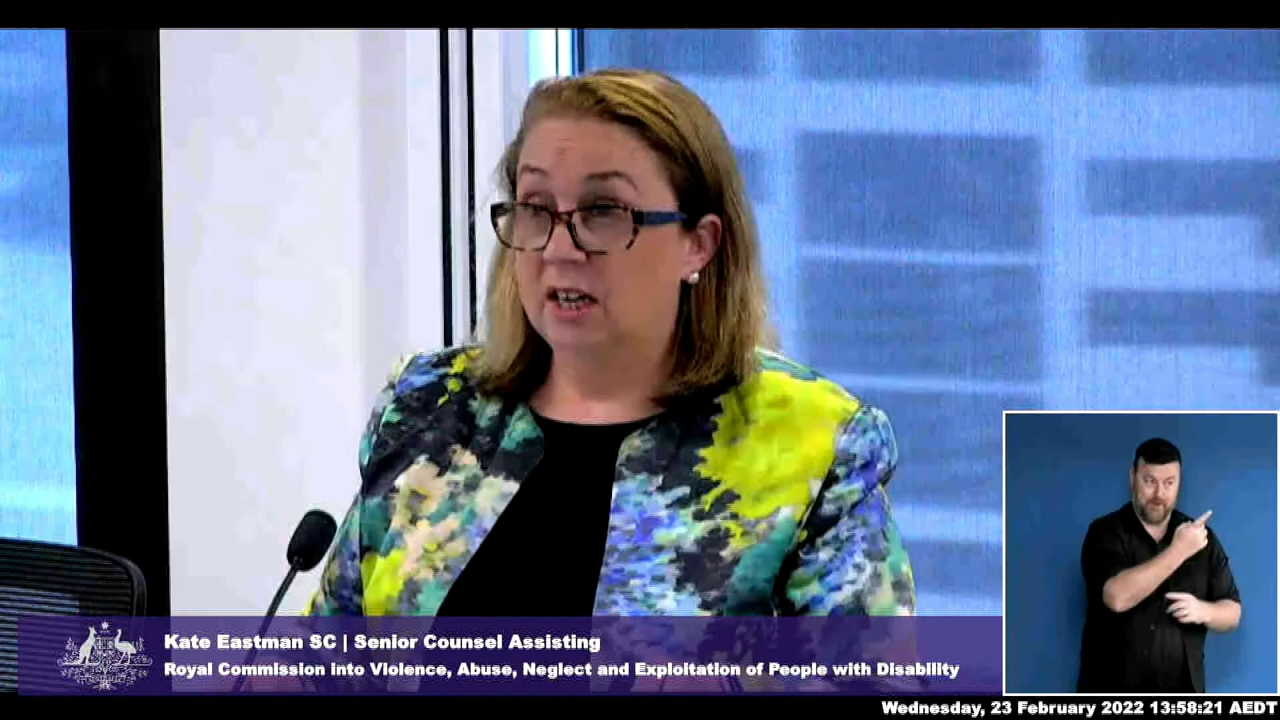 Kate Eastman SC | Senior Counsel Assisting
Royal Commission into Violence, Abuse, Neglect and Exploitation of People with Disability
Wednesday, 23 February 2022 13:58:21 AEDT